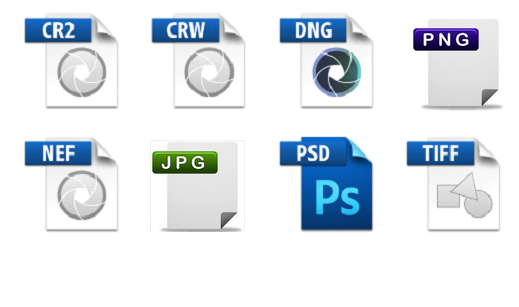 CR2
CRW
DNG
PNG
NEF
JPG
PSD
Ps
TIFF